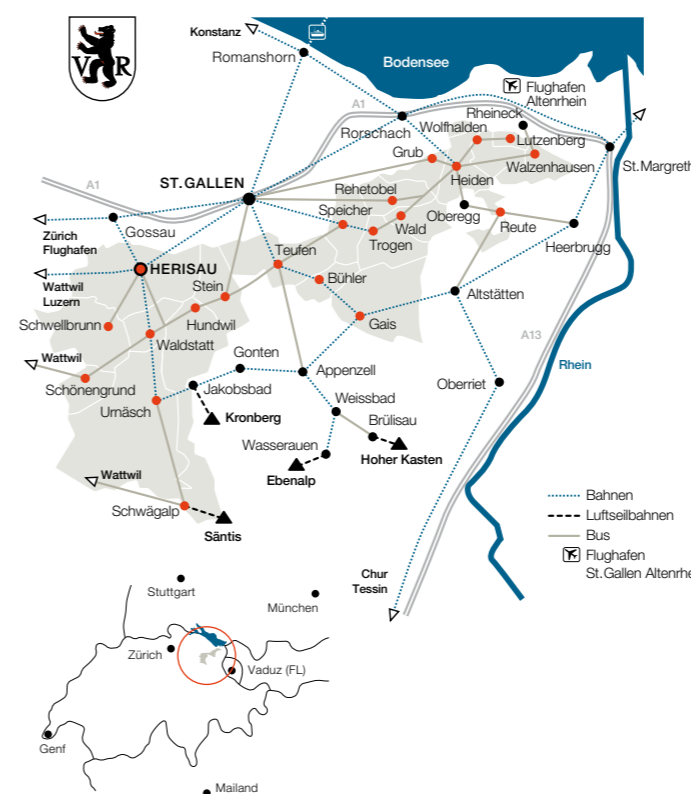 V R
Konstanz
Romanshorn
Bodensee
Flughafen
Altenrhein
A1
Rheineck
Rorschach
Wolfhalden
Lutzenberg
Grub
Walzenhausen
St.Margreth
A1
ST.GALLEN
Heiden
Rehetobel
Speicher
Wald
Oberegg
Reute
Gossau
Trogen
Heerbrugg
Zürich
Flughafen
Teufen
HERISAU
Bühler
Wattwil
Luzern
Stein
Altstätten
Schwellbrunn
Hundwil
Gais
A13
Waldstatt
Wattwil
Gonten
Appenzell
Rhein
Schönengrund
Jakobsbad
Oberriet
Urnäsch
Weissbad
Kronberg
Brülisau
Wasserauen
Hoher Kasten
Wattwil
Ebenalp
Schwägalp
Säntis
Bahnen
Luftseilbahnen
Bus
Flughafen
St.Gallen Altenrhe
Chur
Tessin
Stuttgart
München
Zürich
Vaduz (FL)
Genf
Mailand